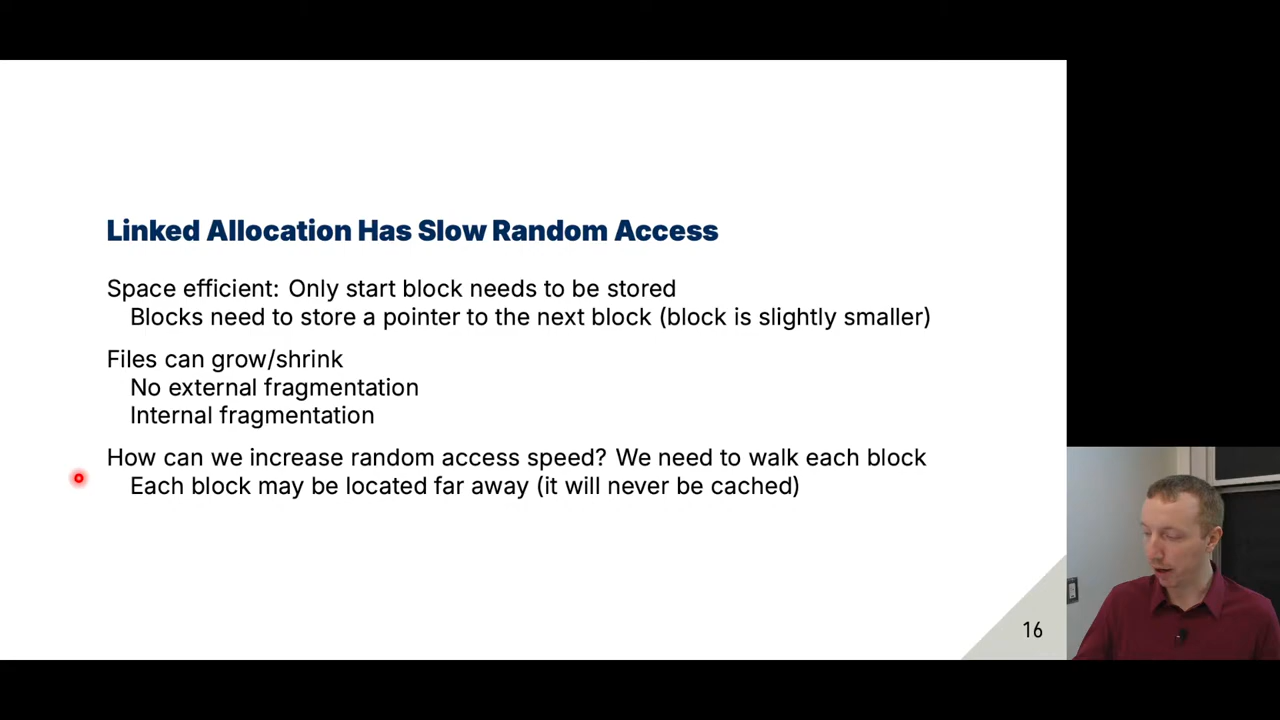 Linked Allocation Has Slow Random Access
Space efficient: Only start block needs to be stored
Blocks need to store a pointer to the next block (block is slightly smaller)
Files can grow/shrink
No external fragmentation
Internal fragmentation
How can we increase random access speed? We need to walk each block
Each block may be located far away (it will never be cached)
16